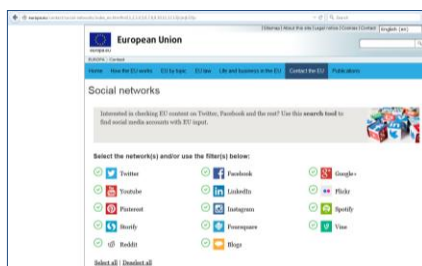 Sitemap | About this site | Legal notice | Cookies | Contact English (en)
European Union
europa.eu
EUROPA Contact
Home How the EU works EU by topic EU law Life and business in the EU Contact the EU Publications
Social networks
Interested in checking EU content on Twitter, Facebook and the rest? Use this search tool to
find social media accounts with EU input.
Select the network(s) and/or use the filter(s) below:
Twitter Facebook Google+
Youtube LinkedIn Flickr
Pinterest Instagram Spotify
Storify Foursquare Vine
Reddit Blogs
Select all | Deselect all